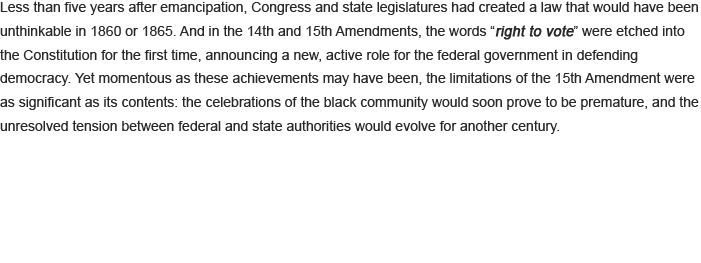 Less than five years after emancipation, Congress and state legislatures had created a law that would have been
unthinkable in 1860 or 1865. And in the 14th and 15th Amendments, the words “right to vote” were etched into
the Constitution for the first time, announcing a new, active role for the federal government in defending
democracy. Yet momentous as these achievements may have been, the limitations of the 15th Amendment were
as significant as its contents: the celebrations of the black community would soon prove to be premature, and the
unresolved tension between federal and state authorities would evolve for another century.